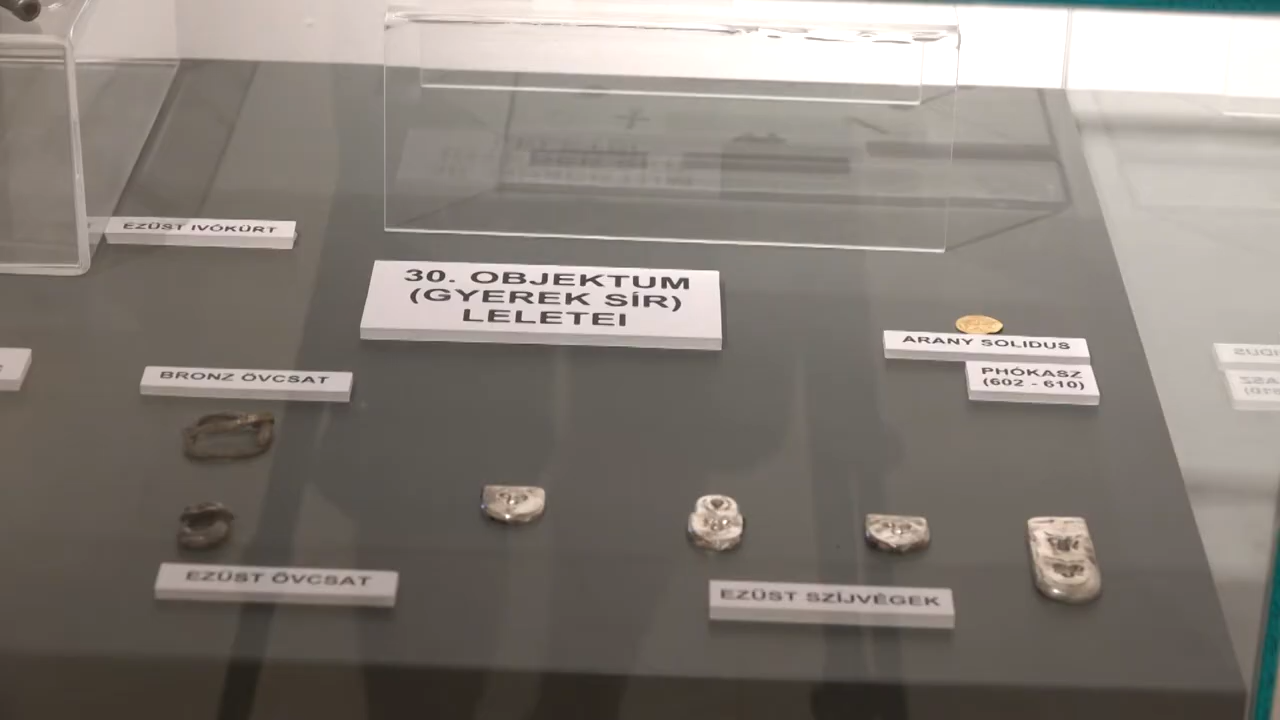 EZÜST IVÓKÜRT
30. OBJEKTUM
(GYEREK SÍR)
LELETEI
ARANY SOLIDUS
PHÓKASZ
(602 - 610)
BRONZ ÖVCSAT
EZÜST ÖVCSAT
EZÜST SZÍJVÉGEK